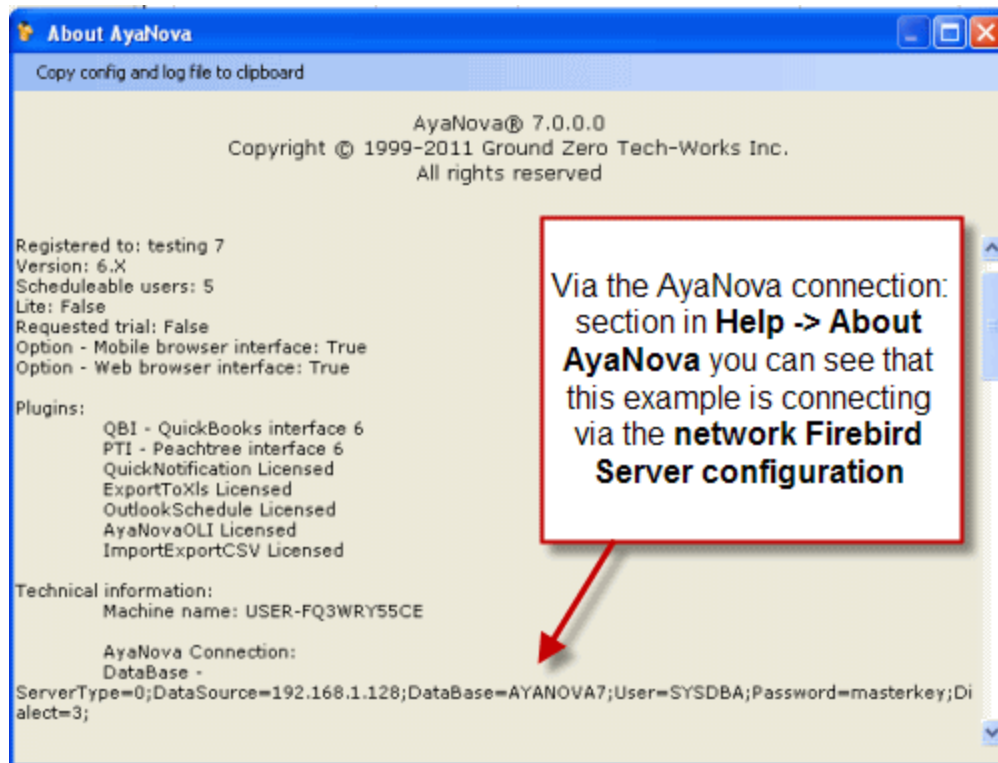 About AyaNova
Copy config and log file to clipboard
AyaNova® 7.0.0.0
Copyright © 1999-2011 Ground Zero Tech-Works Inc.
All rights reserved
Registered to: testing 7
Version: 6.X
Scheduleable users: 5
Lite: False
Requested trial: False
Option - Mobile browser interface: True
Option - Web browser interface: True
Plugins:
QBI - QuickBooks interface 6
PTI - Peachtree interface 6
QuickNotification Licensed
ExportToXls Licensed
OutlookSchedule Licensed
AyaNovaOLI Licensed
ImportExportCSV Licensed
Technical information:
Machine name: USER-FQ3WRY55CE
AyaNova Connection:
DataBase -
ServerType=0;DataSource=192.168.1.128;DataBase=AYANOVA7;User=SYSDBA;Password=masterkey;Di
alect=3;
Via the AyaNova connection:
section in Help -> About
AyaNova you can see that
this example is connecting
via the network Firebird
Server configuration